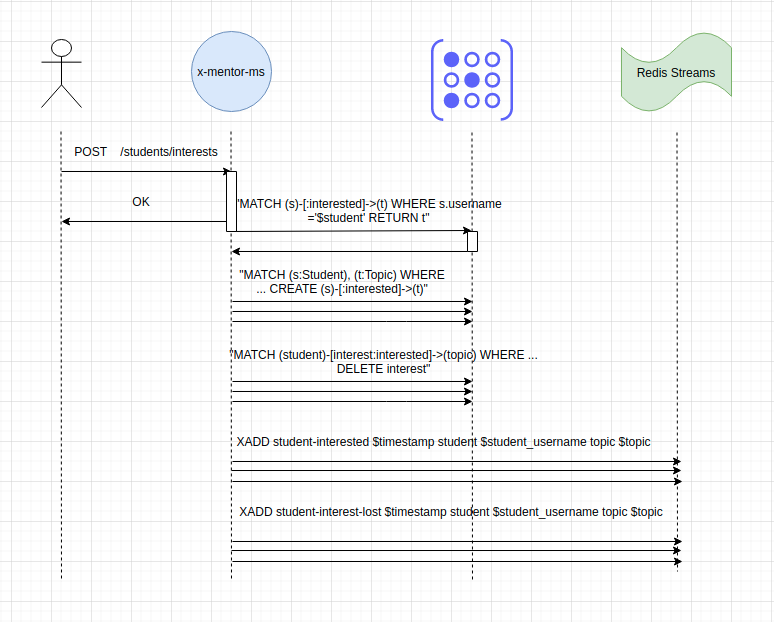 x-mentor-ms
Redis Streams
POST /students/interests
OK
"MATCH (s)-[:interested]->(t) WHERE s.username
='$student' RETURN t"
"MATCH (s:Student), (t:Topic) WHERE
... CREATE (s)-[:interested]->(t)"
"MATCH (student)-[interest:interested]->(topic) WHERE ...
DELETE interest"
XADD student-interested $timestamp student $student_username topic $topic
XADD student-interest-lost $timestamp student $student_username topic $topic